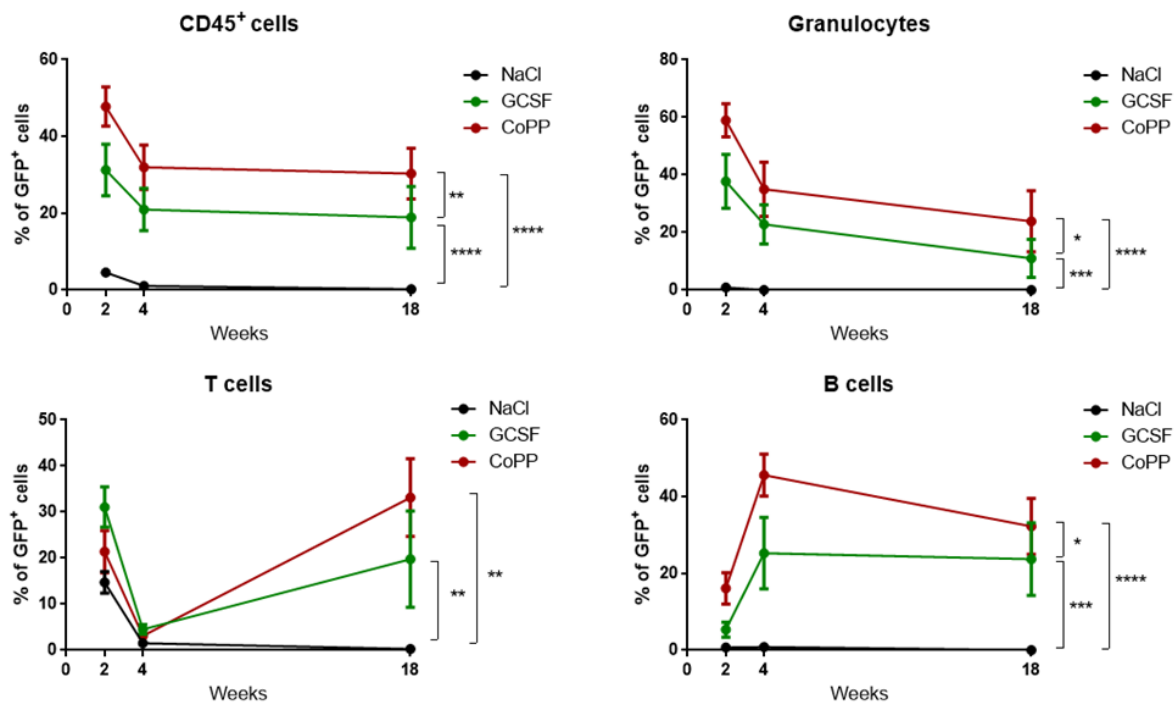 CD45⁺ cells
60
40
20
0
% of GFP⁺ cells
0 2 4 18
Weeks
NaCl
GCSF
CoPP
**
****
****
Granulocytes
80
60
40
20
0
% of GFP⁺ cells
0 2 4 18
Weeks
NaCl
GCSF
CoPP
*
***
****
T cells
50
40
30
20
10
0
% of GFP⁺ cells
0 2 4 18
Weeks
NaCl
GCSF
CoPP
**
**
B cells
60
40
20
0
% of GFP⁺ cells
0 2 4 18
Weeks
NaCl
GCSF
CoPP
*
***
****